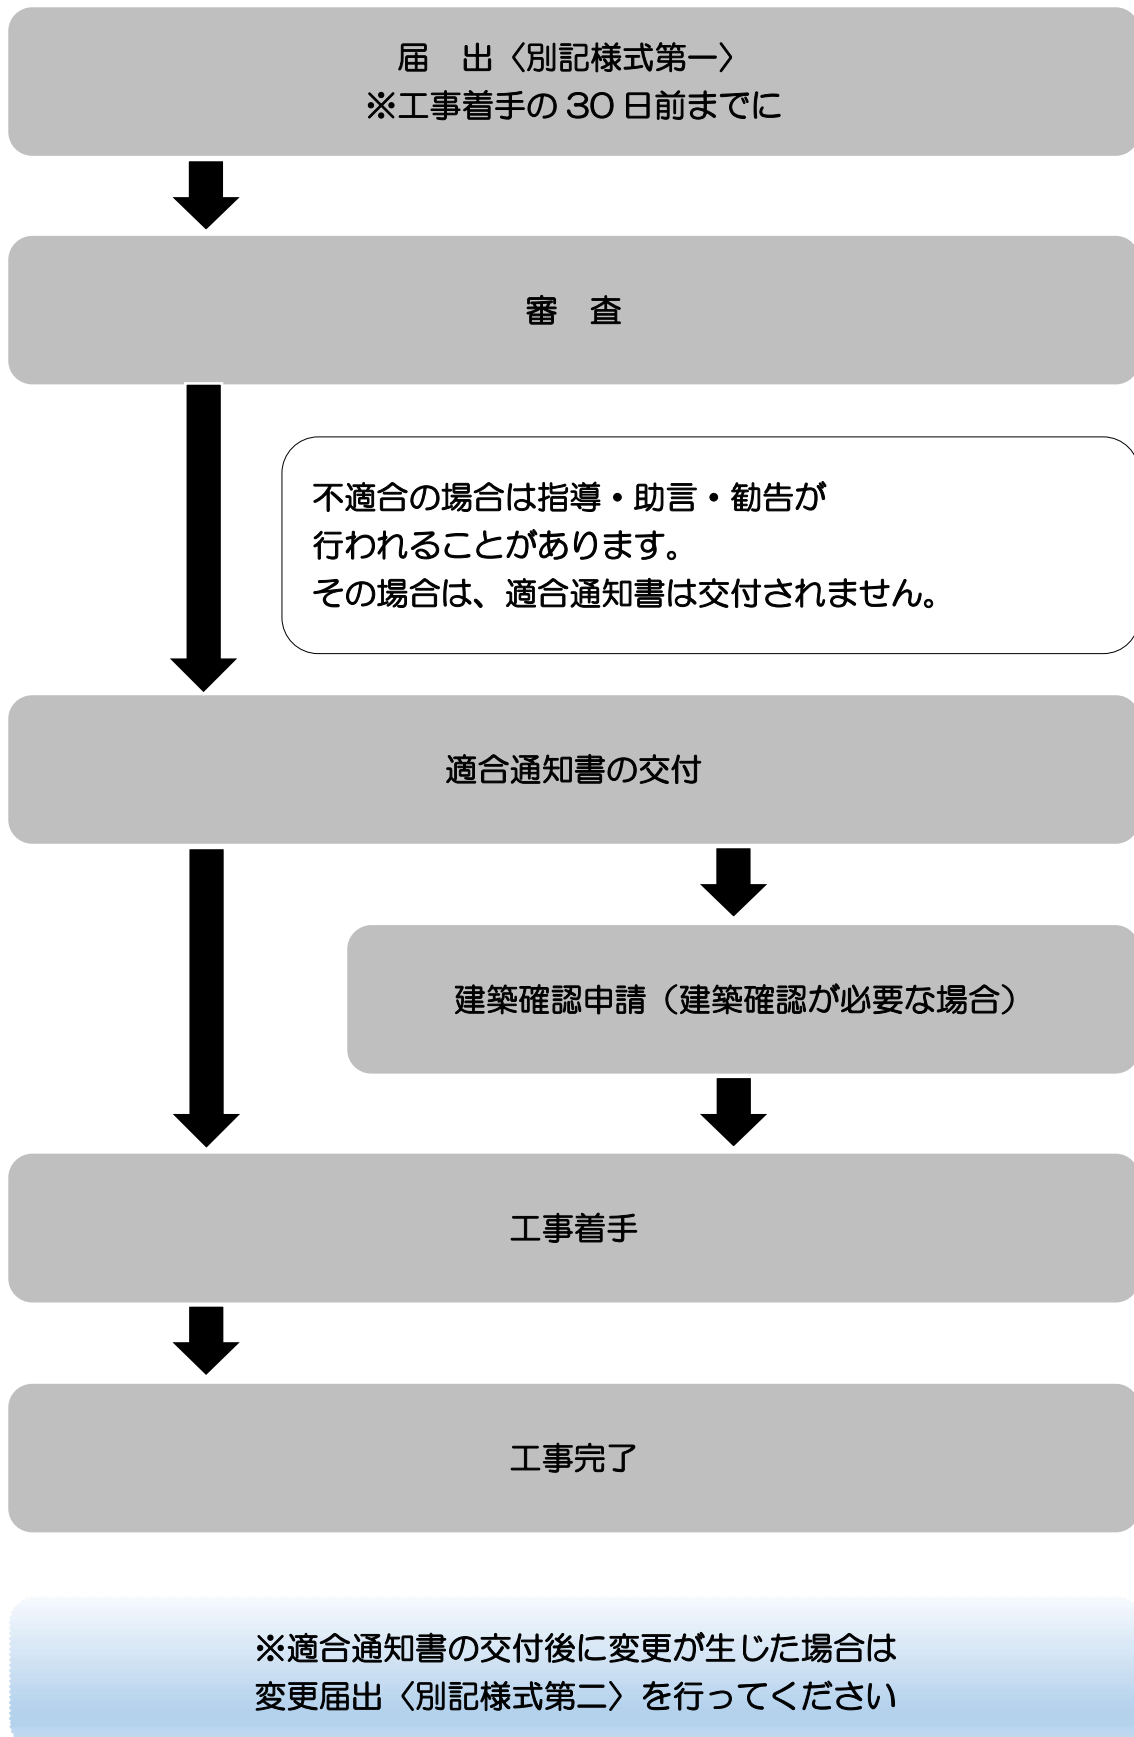 届　出〈別記様式第一〉
※工事着手の 30 日前までに
審　査
不適合の場合は指導・助言・勧告が
行われることがあります。
その場合は、適合通知書は交付されません。
適合通知書の交付
建築確認申請（建築確認が必要な場合）
工事着手
工事完了
※適合通知書の交付後に変更が生じた場合は
変更届出〈別記様式第二〉を行ってください